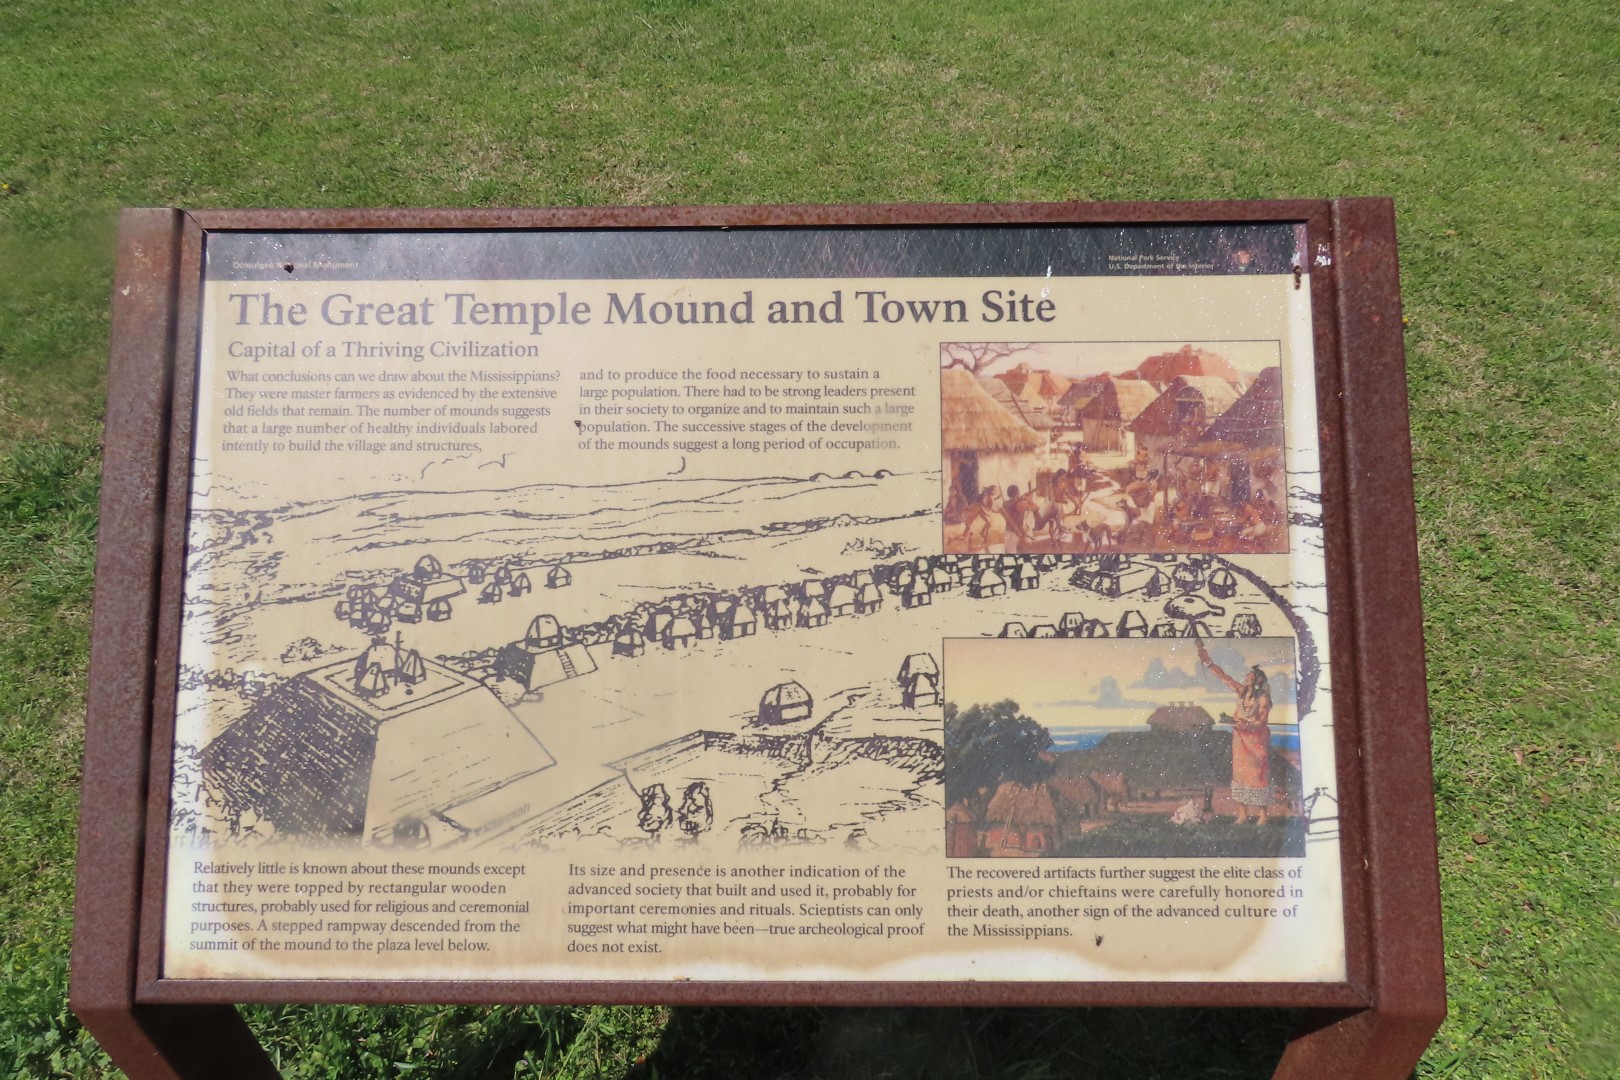 Ocmulgee National Monument
National Park Service
U.S. Department of the Interior
The Great Temple Mound and Town Site
Capital of a Thriving Civilization
What conclusions can we draw about the Mississippians?
They were master farmers as evidenced by the extensive
old fields that remain. The number of mounds suggests
that a large number of healthy individuals labored
intently to build the village and structures,
and to produce the food necessary to sustain a
large population. There had to be strong leaders present
in their society to organize and to maintain such a large
population. The successive stages of the development
of the mounds suggest a long period of occupation.
Relatively little is known about these mounds except
that they were topped by rectangular wooden
structures, probably used for religious and ceremonial
purposes. A stepped rampway descended from the
summit of the mound to the plaza level below.
Its size and presence is another indication of the
advanced society that built and used it, probably for
important ceremonies and rituals. Scientists can only
suggest what might have been—true archeological proof
does not exist.
The recovered artifacts further suggest the elite class of
priests and/or chieftains were carefully honored in
their death, another sign of the advanced culture of
the Mississippians.